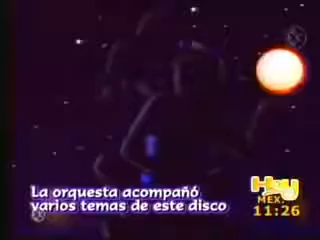 La orquesta acompañó
varios temas de este disco
Hoy
MEX.
11:26